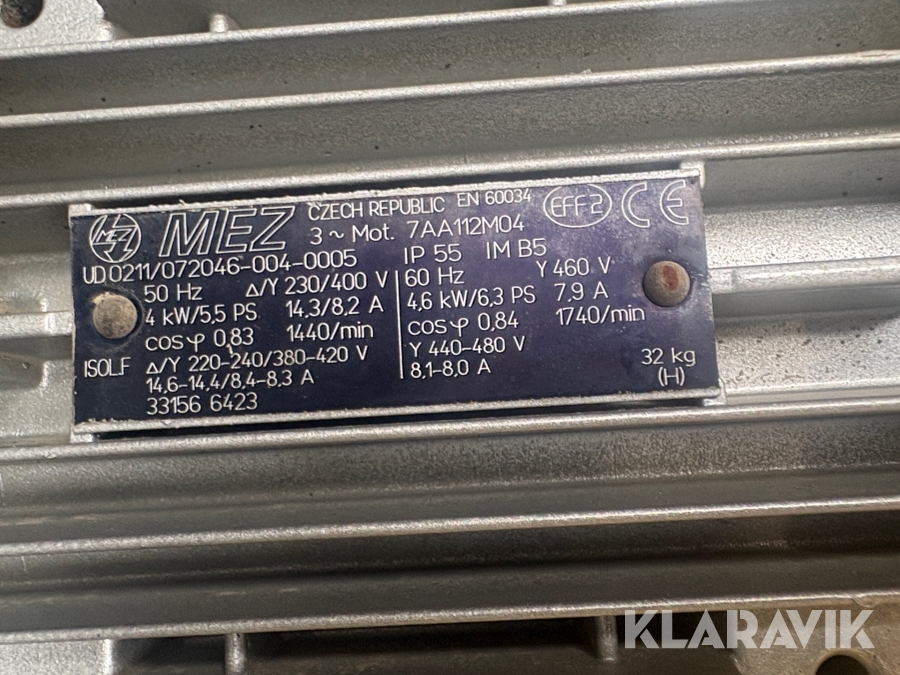 MEZ MEZ CZECH REPUBLIC EN 60034 EFF2 CE
3 ~ Mot. 7AA112M04
UD 0211/072046-004-0005 IP 55 IM B5
50 Hz Δ/Y 230/400 V
4 kW/5,5 PS 14,3/8,2 A
cos φ 0,83 1440/min
ISOL.F Δ/Y 220-240/380-420 V
14,6-14,4/8,4-8,3 A
33156 6423
60 Hz Y 460 V
4,6 kW/6,3 PS 7,9 A
cos φ 0,84 1740/min
Y 440-480 V
8,1-8,0 A
32 kg
(H)
KLARAVIK